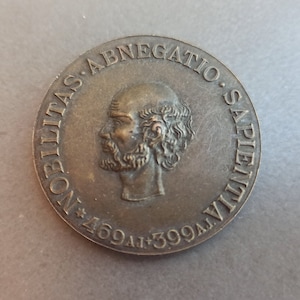 NOBILITAS · ABNEGATIO · SAPIENTIA
*469 A.J. +399 A.J.